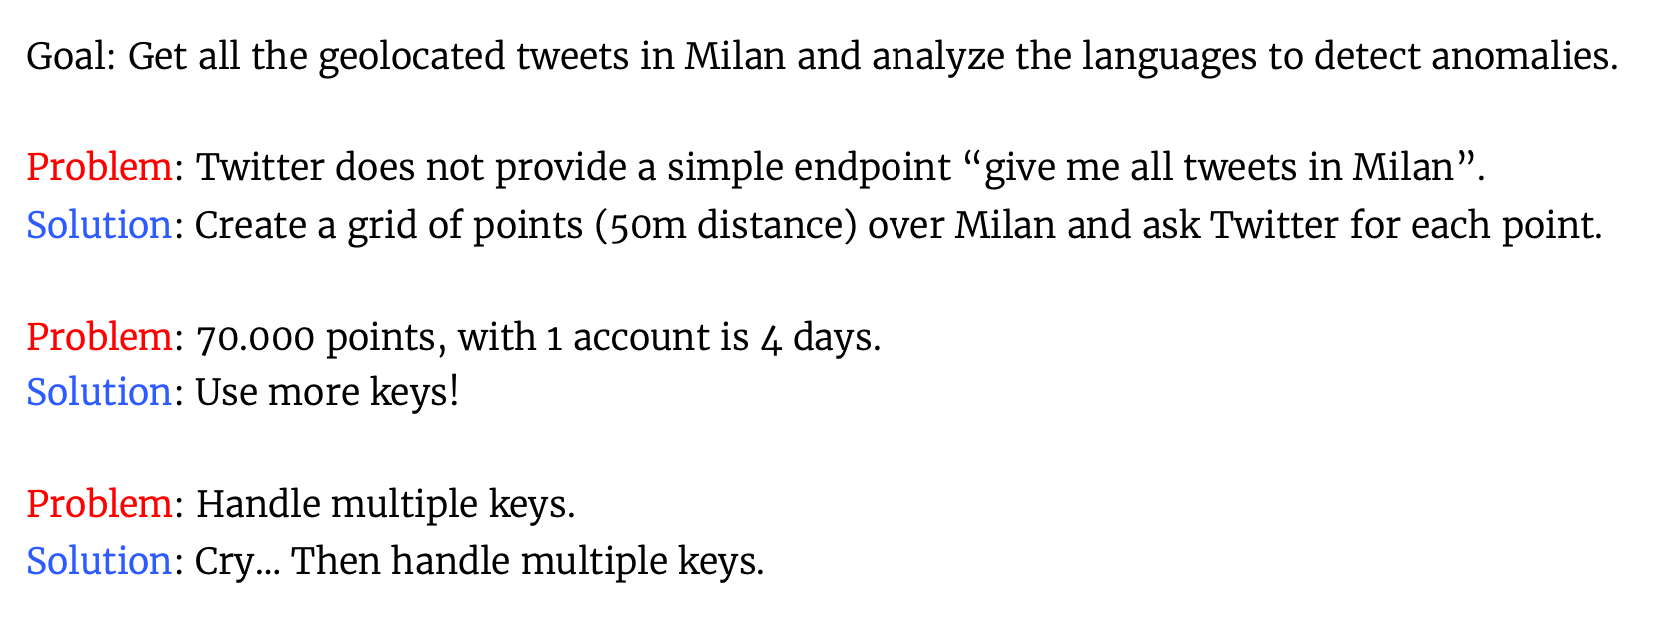 Goal: Get all the geolocated tweets in Milan and analyze the languages to detect anomalies.
Problem: Twitter does not provide a simple endpoint “give me all tweets in Milan”.
Solution: Create a grid of points (50m distance) over Milan and ask Twitter for each point.
Problem: 70.000 points, with 1 account is 4 days.
Solution: Use more keys!
Problem: Handle multiple keys.
Solution: Cry... Then handle multiple keys.